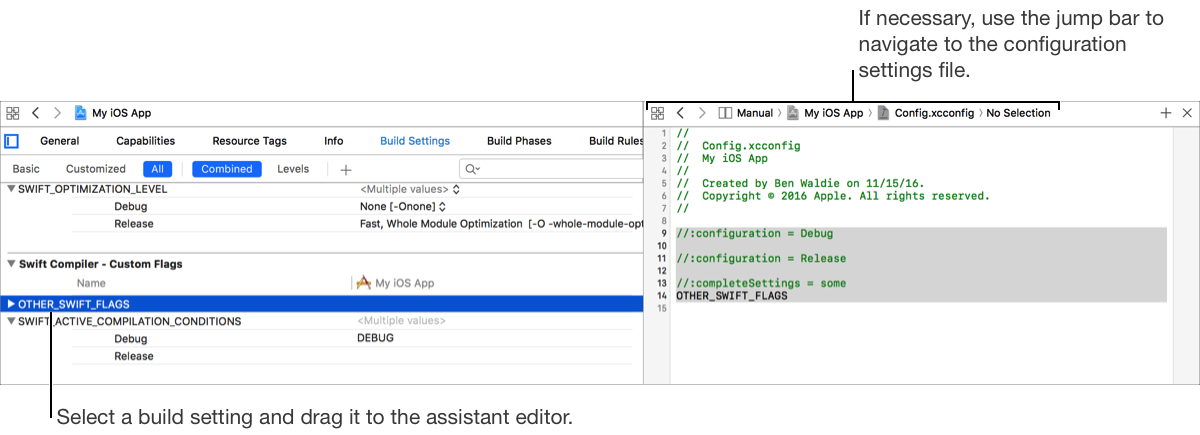 If necessary, use the jump bar to
navigate to the configuration
settings file.
My iOS App
General Capabilities Resource Tags Info Build Settings Build Phases Build Rules
Basic Customized All Combined Levels +
SWIFT_OPTIMIZATION_LEVEL <Multiple values>
Debug None [-Onone]
Release Fast, Whole Module Optimization [-O -whole-module-opt
Swift Compiler - Custom Flags
Name My iOS App
OTHER_SWIFT_FLAGS
SWIFT_ACTIVE_COMPILATION_CONDITIONS <Multiple values>
Debug DEBUG
Release
Manual My iOS App Config.xcconfig No Selection
1 //
2 // Config.xcconfig
3 // My iOS App
4 //
5 // Created by Ben Waldie on 11/15/16.
6 // Copyright © 2016 Apple. All rights reserved.
7 //
8
9 //:configuration = Debug
10
11 //:configuration = Release
12
13 //:completeSettings = some
14 OTHER_SWIFT_FLAGS
15
Select a build setting and drag it to the assistant editor.